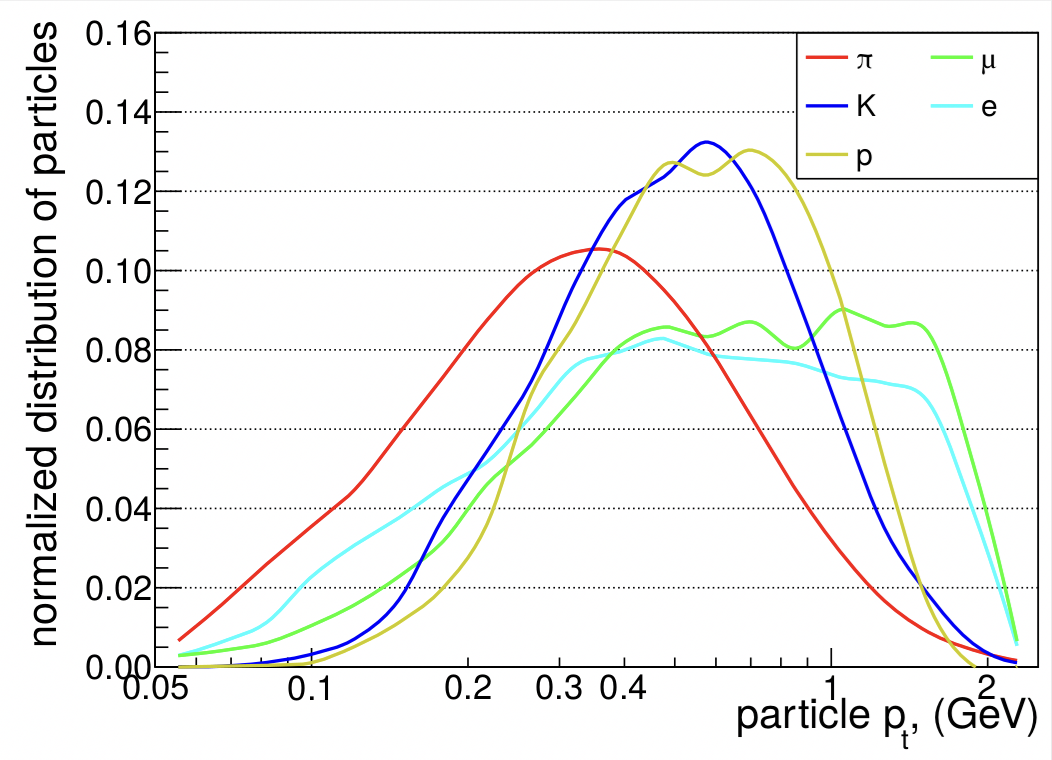 normalized distribution of particles
0.16
0.14
0.12
0.10
0.08
0.06
0.04
0.02
0.00
π μ
K e
p
0.05 0.1 0.2 0.3 0.4 1 2
particle pt, (GeV)